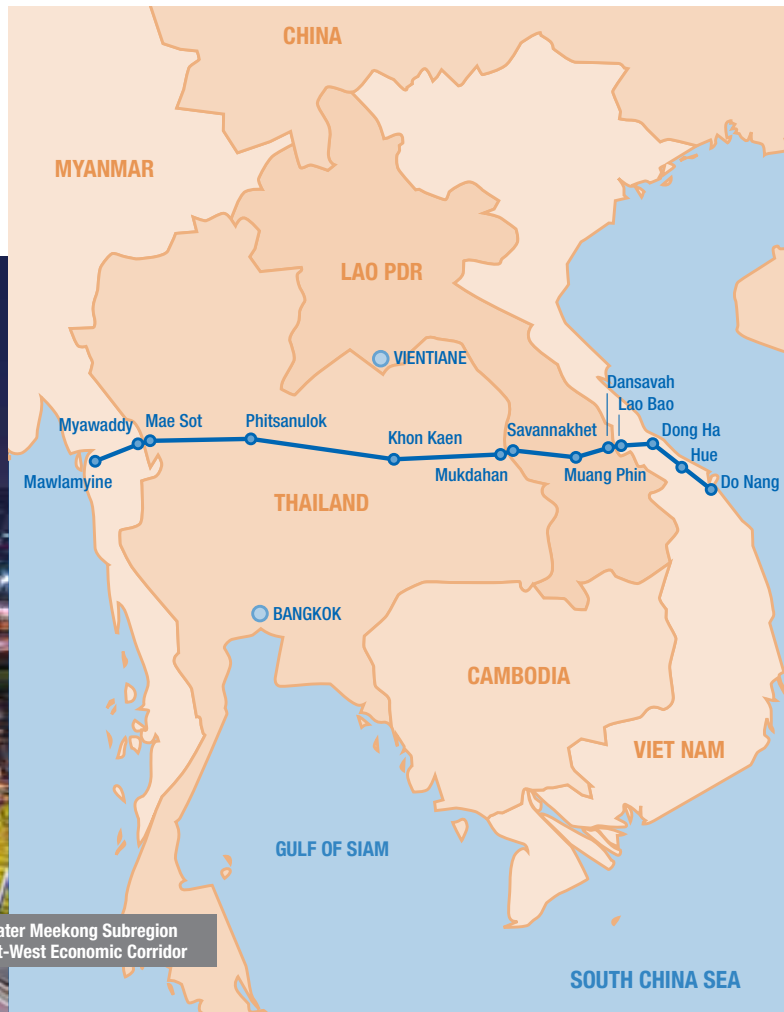 CHINA
MYANMAR
LAO PDR
VIENTIANE
Dansavah
Lao Bao
Myawaddy
Mae Sot
Phitsanulok
Khon Kaen
Savannakhet
Dong Ha
Hue
Mawlamyine
Mukdahan
Muang Phin
Do Nang
THAILAND
BANGKOK
CAMBODIA
VIET NAM
GULF OF SIAM
ater Meekong Subregion
t-West Economic Corridor
SOUTH CHINA SEA